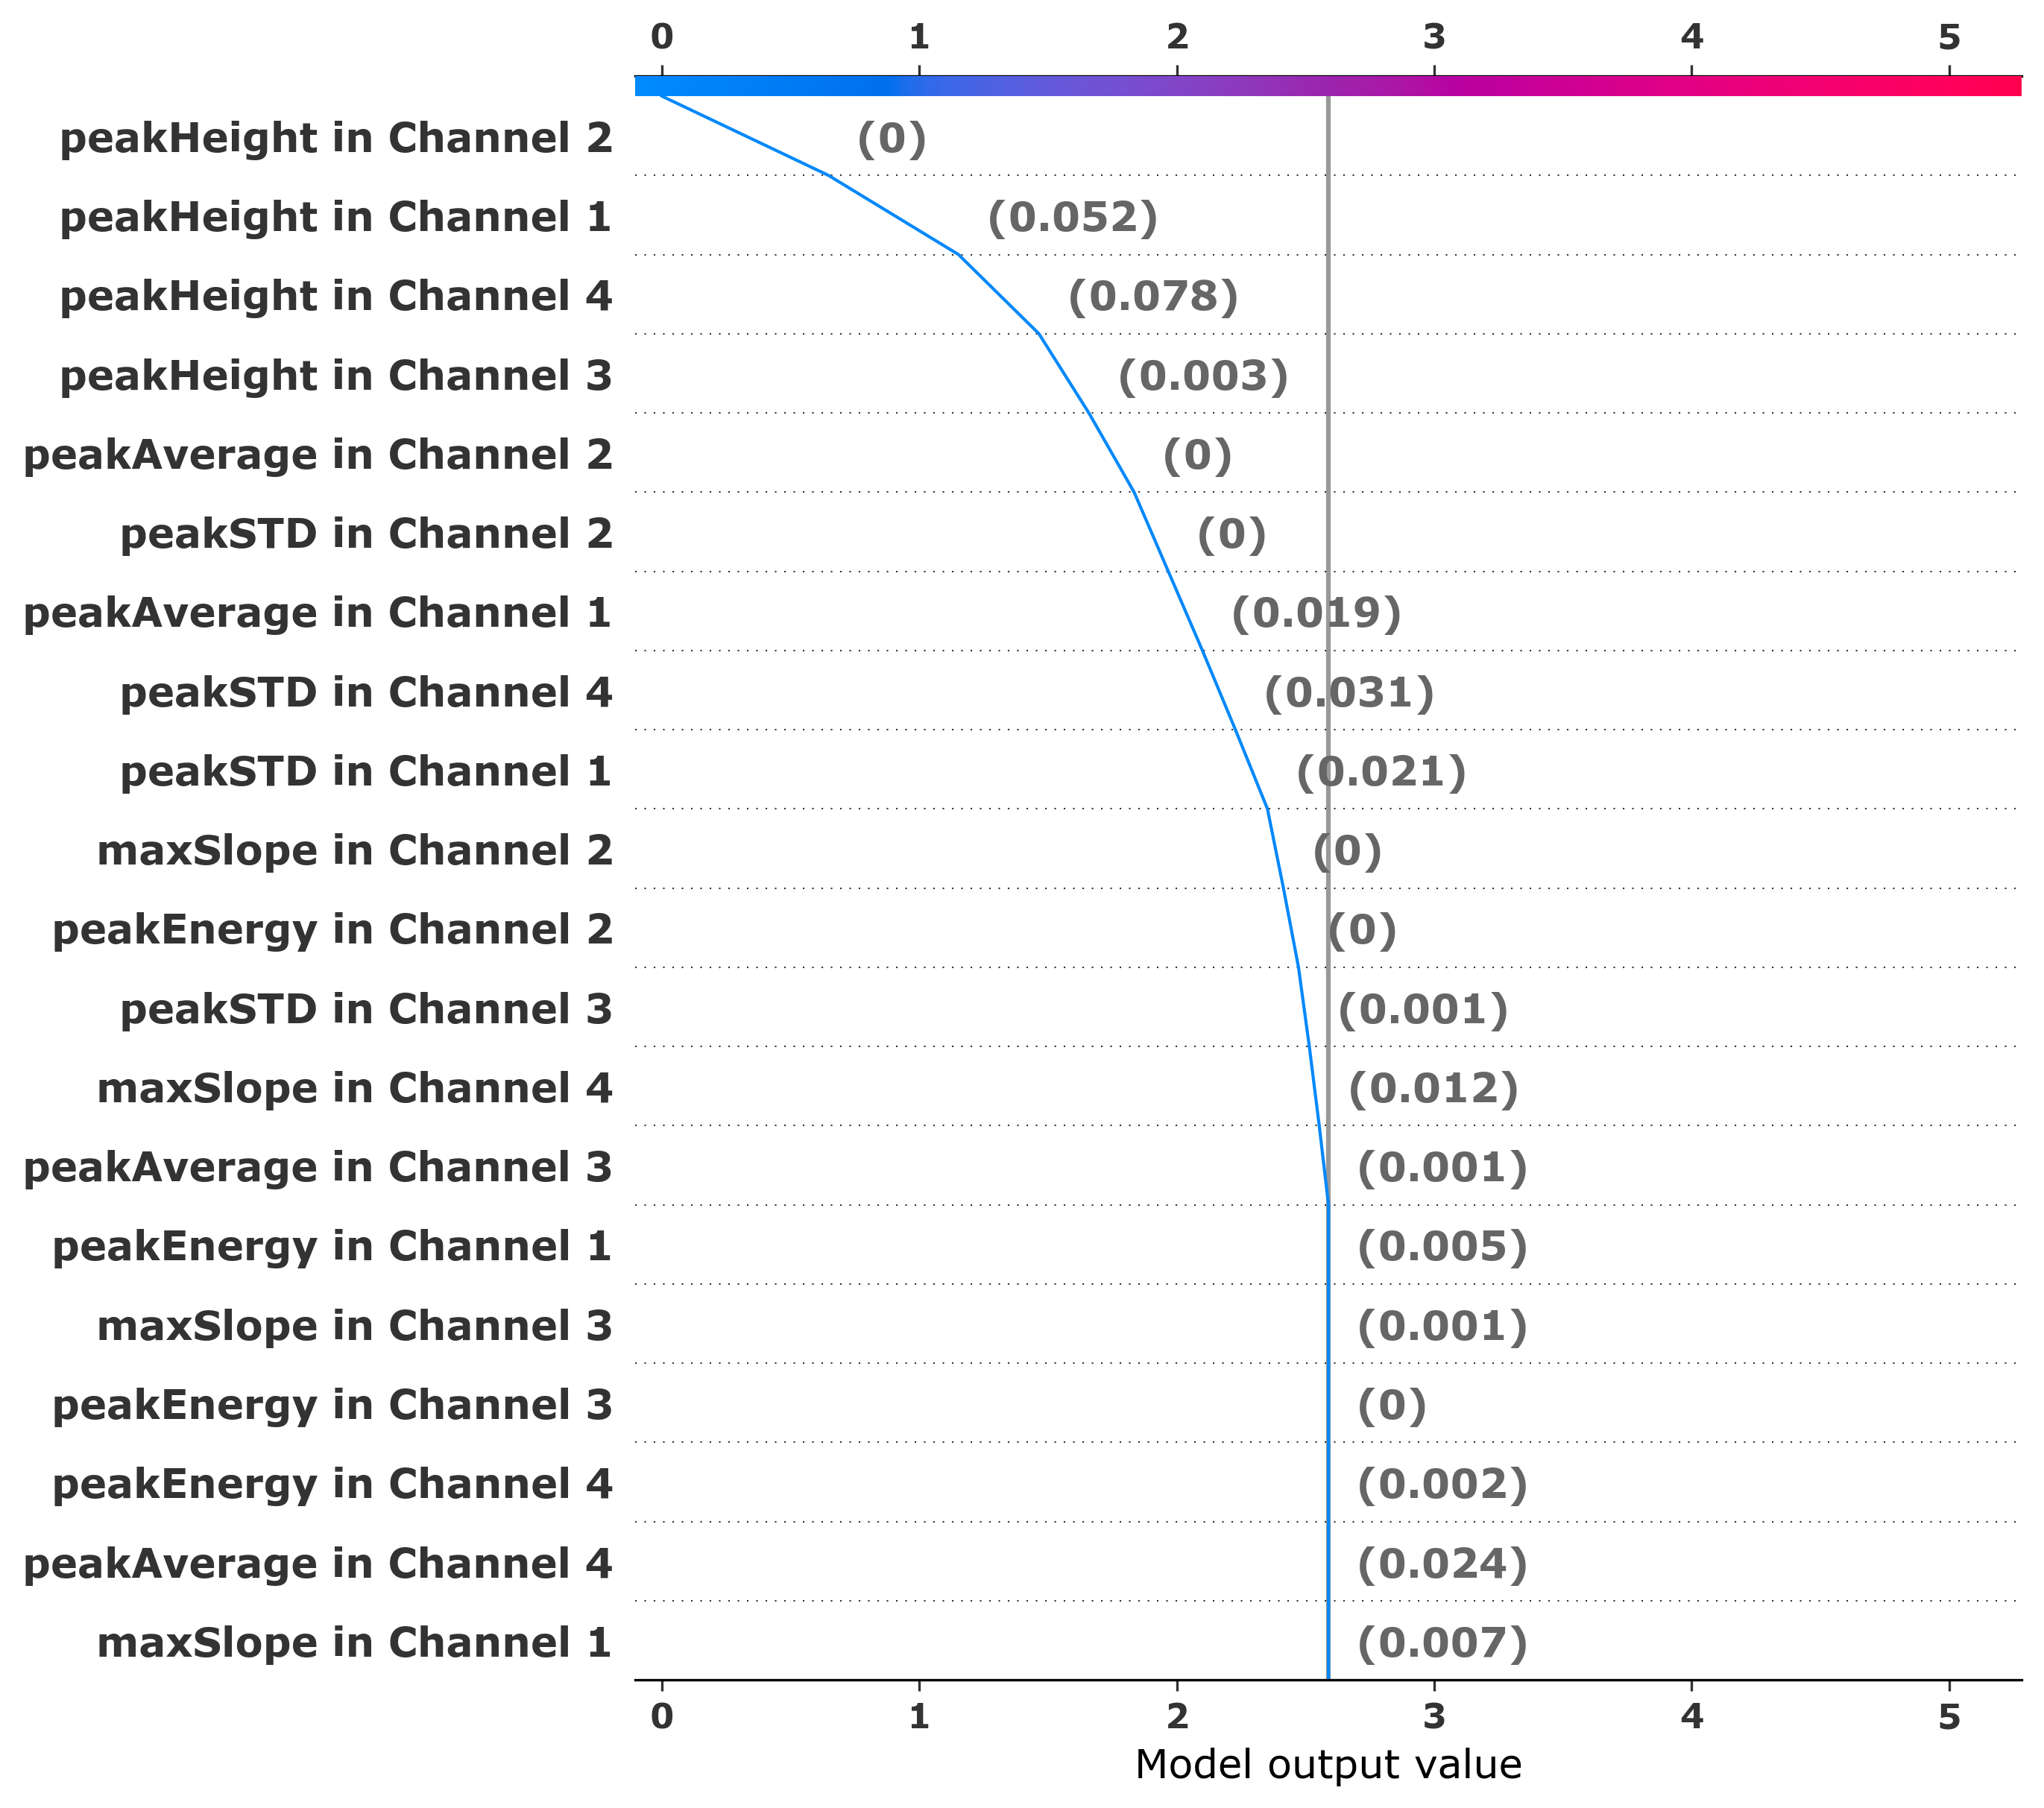 0 1 2 3 4 5
peakHeight in Channel 2 (0)
peakHeight in Channel 1 (0.052)
peakHeight in Channel 4 (0.078)
peakHeight in Channel 3 (0.003)
peakAverage in Channel 2 (0)
peakSTD in Channel 2 (0)
peakAverage in Channel 1 (0.019)
peakSTD in Channel 4 (0.031)
peakSTD in Channel 1 (0.021)
maxSlope in Channel 2 (0)
peakEnergy in Channel 2 (0)
peakSTD in Channel 3 (0.001)
maxSlope in Channel 4 (0.012)
peakAverage in Channel 3 (0.001)
peakEnergy in Channel 1 (0.005)
maxSlope in Channel 3 (0.001)
peakEnergy in Channel 3 (0)
peakEnergy in Channel 4 (0.002)
peakAverage in Channel 4 (0.024)
maxSlope in Channel 1 (0.007)
0 1 2 3 4 5
Model output value